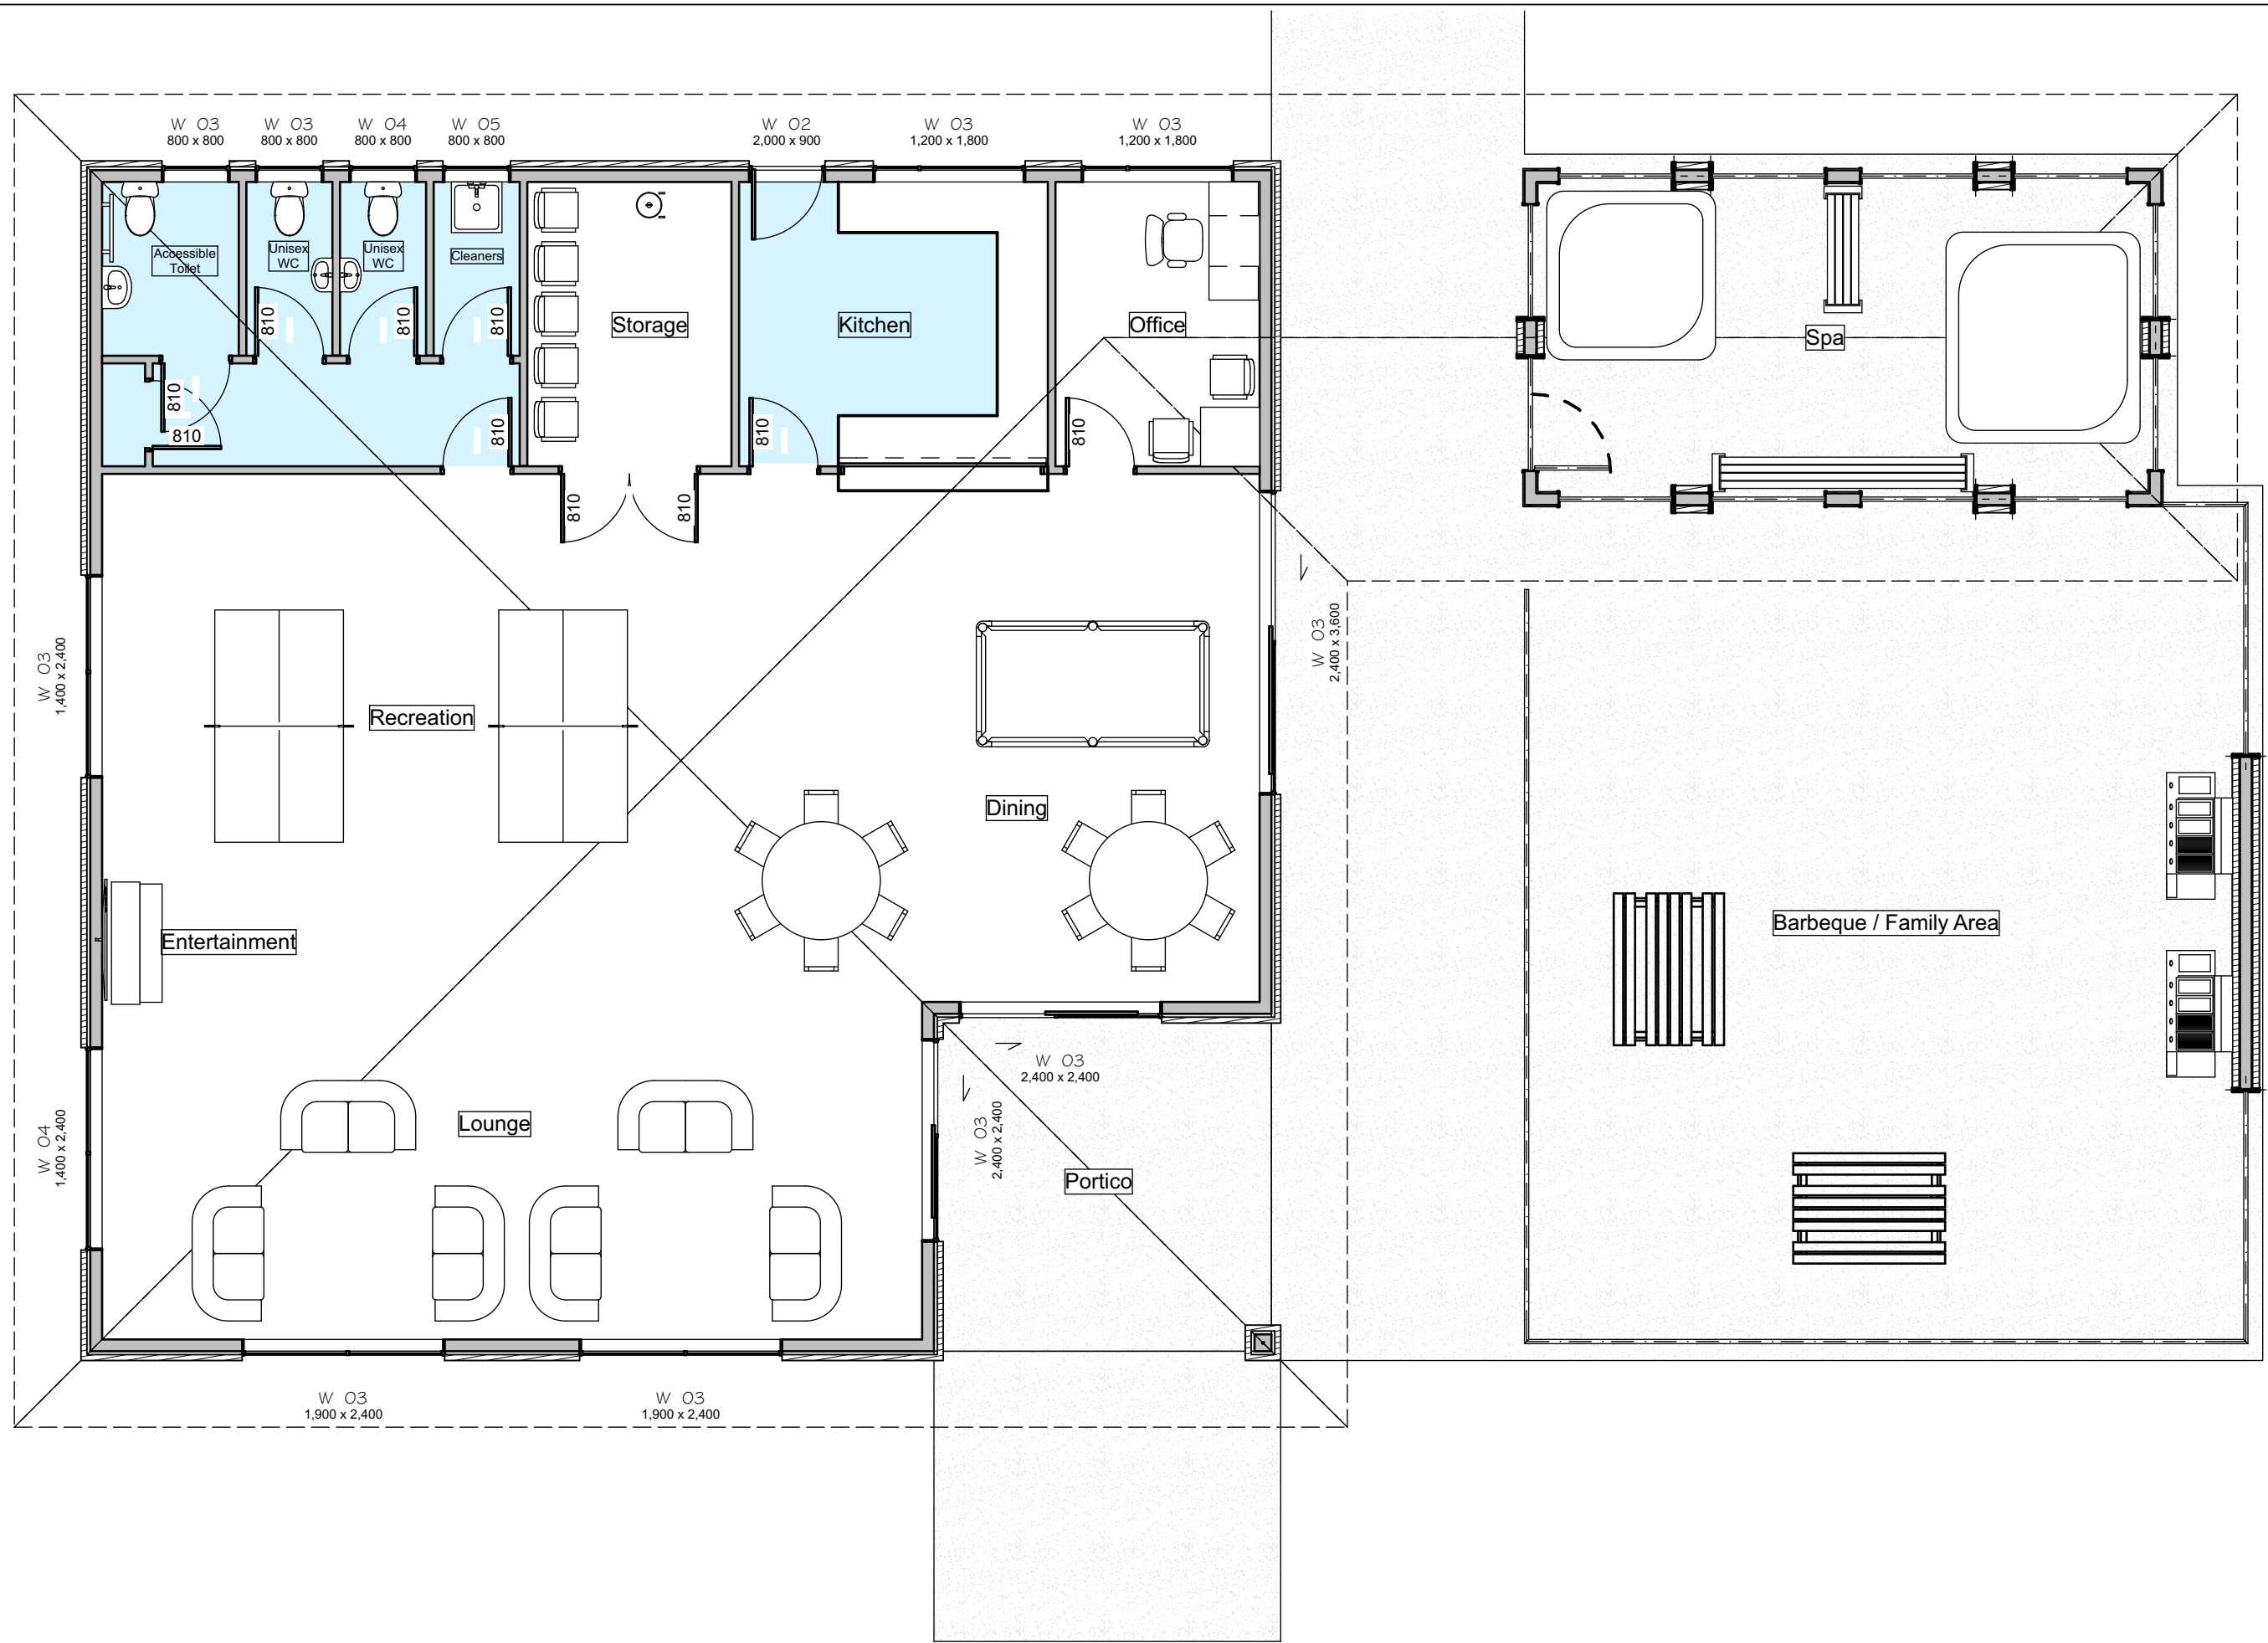 W 03
800 x 800
W 03
800 x 800
W 04
800 x 800
W 05
800 x 800
W 02
2,000 x 900
W 03
1,200 x 1,800
W 03
1,200 x 1,800
Accessible
Toilet
Unisex
WC
Unisex
WC
Cleaners
810
810
810
810
810
810
Storage
Kitchen
Office
Spa
810
810
810
810
W 03
1,400 x 2,400
W 03
2,400 x 3,600
Recreation
Dining
Entertainment
Barbeque / Family Area
W 03
2,400 x 2,400
W 03
2,400 x 2,400
W 04
1,400 x 2,400
Lounge
Portico
W 03
1,900 x 2,400
W 03
1,900 x 2,400